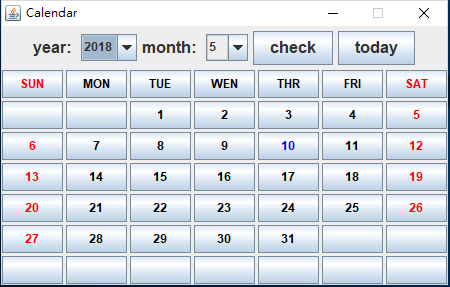 Calendar
year: 2018 month: 5 check today
SUN MON TUE WEN THR FRI SAT
1 2 3 4 5
6 7 8 9 10 11 12
13 14 15 16 17 18 19
20 21 22 23 24 25 26
27 28 29 30 31